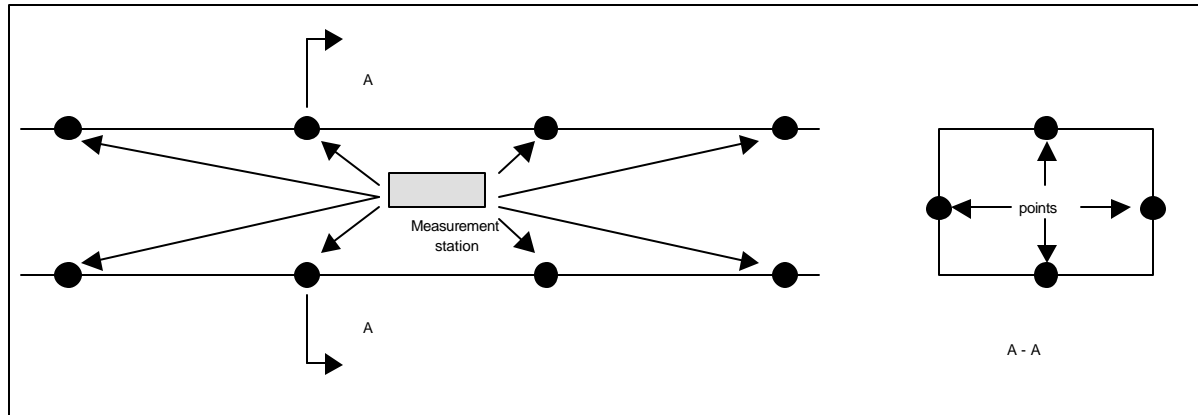 A
Measurement
station
points
A
A - A